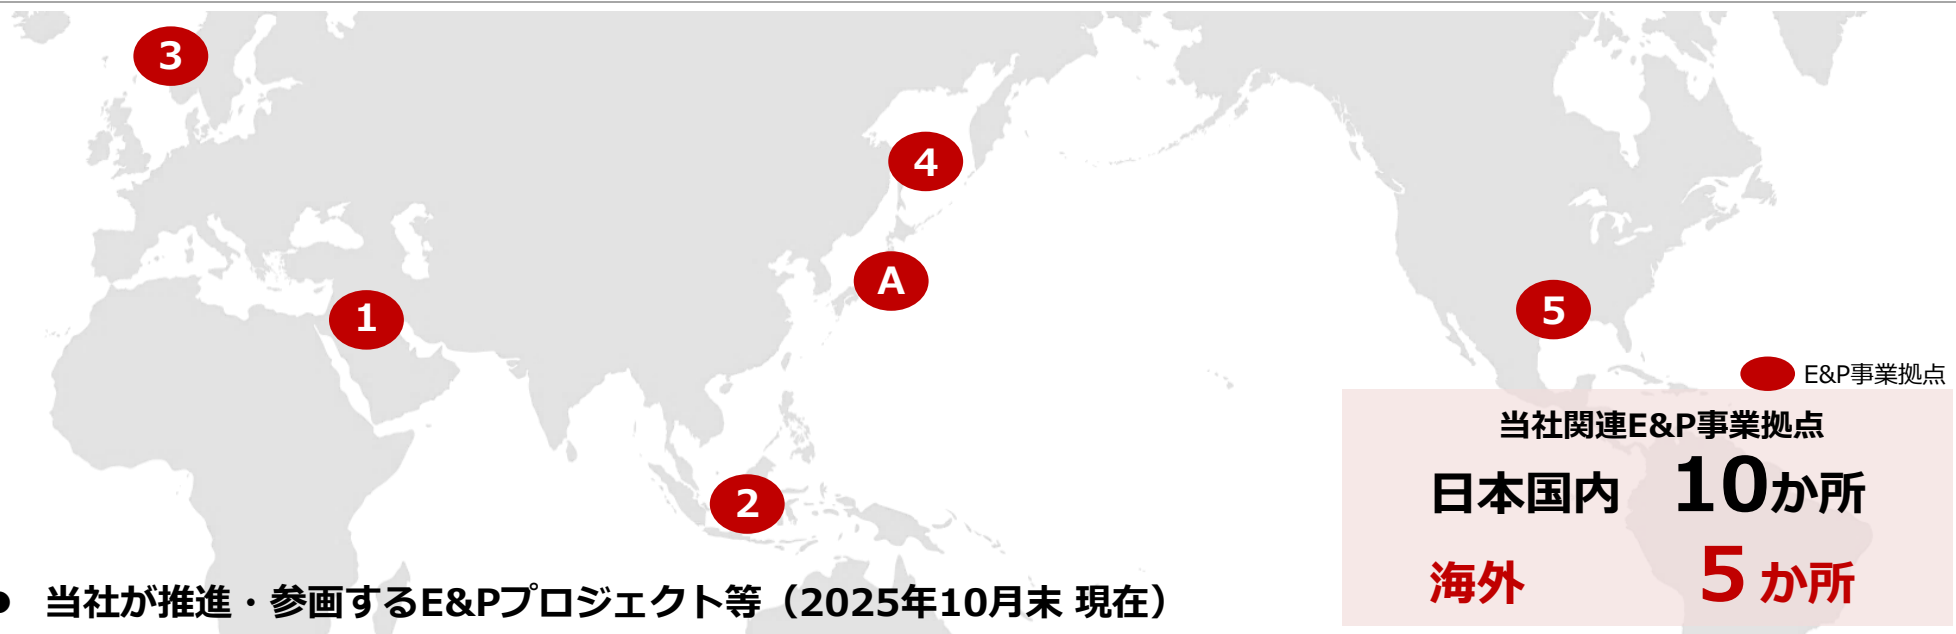 3
4
A
1
5
E&P事業拠点
当社関連E&P事業拠点
日本国内 10か所
2
海外 5か所
● 当社が推進・参画するE&Pプロジェクト等（2025年10月末 現在）